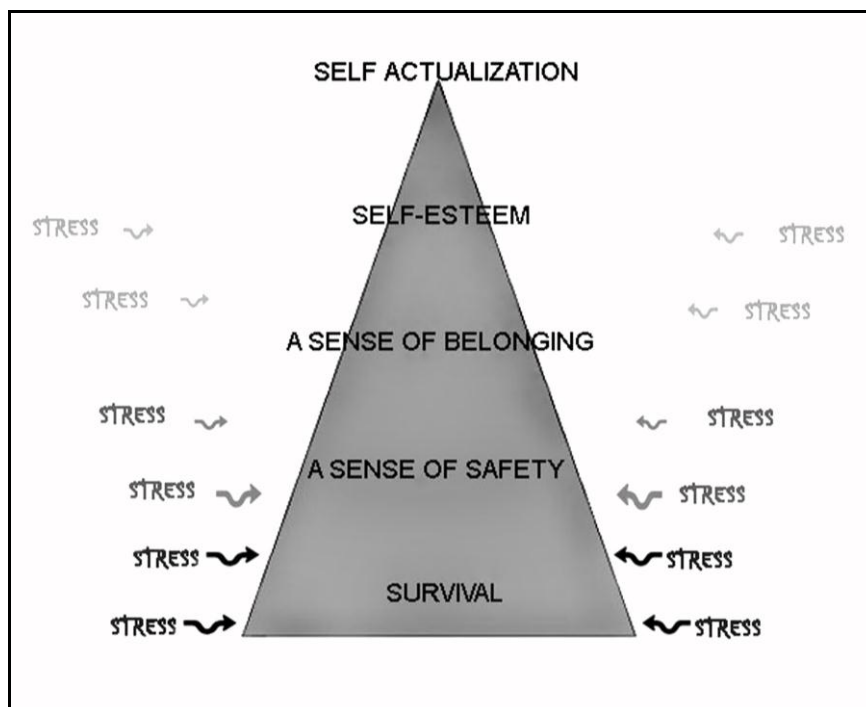 SELF ACTUALIZATION
SELF-ESTEEM
STRESS
STRESS
STRESS
STRESS
A SENSE OF BELONGING
STRESS
STRESS
A SENSE OF SAFETY
STRESS
STRESS
STRESS
STRESS
SURVIVAL
STRESS
STRESS